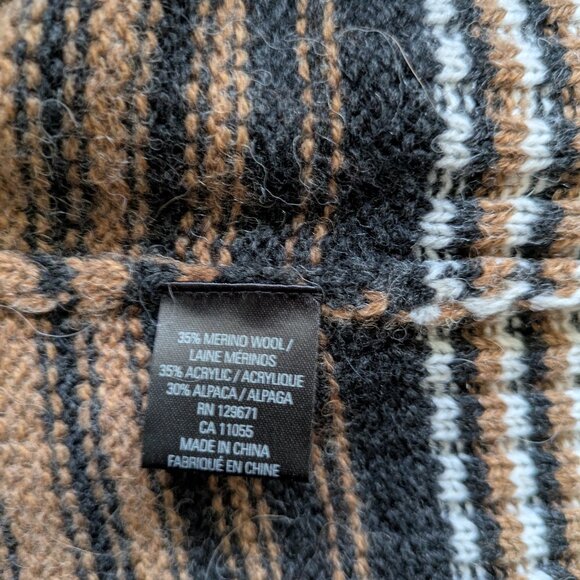 35% MERINO WOOL /
LAINE MÉRINOS
35% ACRYLIC / ACRYLIQUE
30% ALPACA / ALPAGA
RN 129671
CA 11055
MADE IN CHINA
FABRIQUÉ EN CHINE